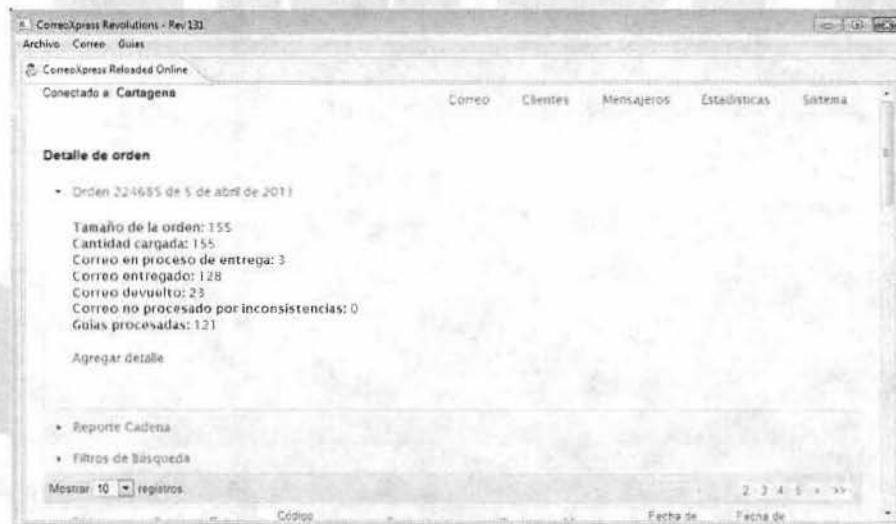 CorreoXpress Revolutions - Rev 131
Archivo Correo Guias
CorreoXpress Reloaded Online
Conectado a Cartagena
Correo Clientes Mensajeros Estadísticas Sistema
Detalle de orden
Orden 224685 de 5 de abril de 2011
Tamaño de la orden: 155
Cantidad cargada: 155
Correo en proceso de entrega: 3
Correo entregado: 128
Correo devuelto: 23
Correo no procesado por inconsistencias: 0
Guías procesadas: 121
Agregar detalle
Reporte Cadena
Filtros de Búsqueda
Mostrar 10 registros 2 3 4 5 > >>
Código Fecha de Fecha de